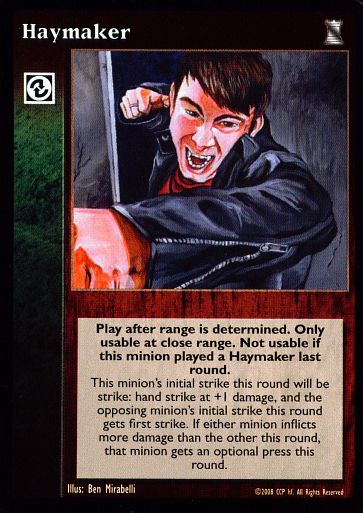 Haymaker
Play after range is determined. Only
usable at close range. Not usable if
this minion played a Haymaker last
round.
This minion's initial strike this round will be
strike: hand strike at +1 damage, and the
opposing minion's initial strike this round
gets first strike. If either minion inflicts
more damage than the other this round,
that minion gets an optional press this
round.
Illus: Ben Mirabelli
©2008 CCP hf. All Rights Reserved